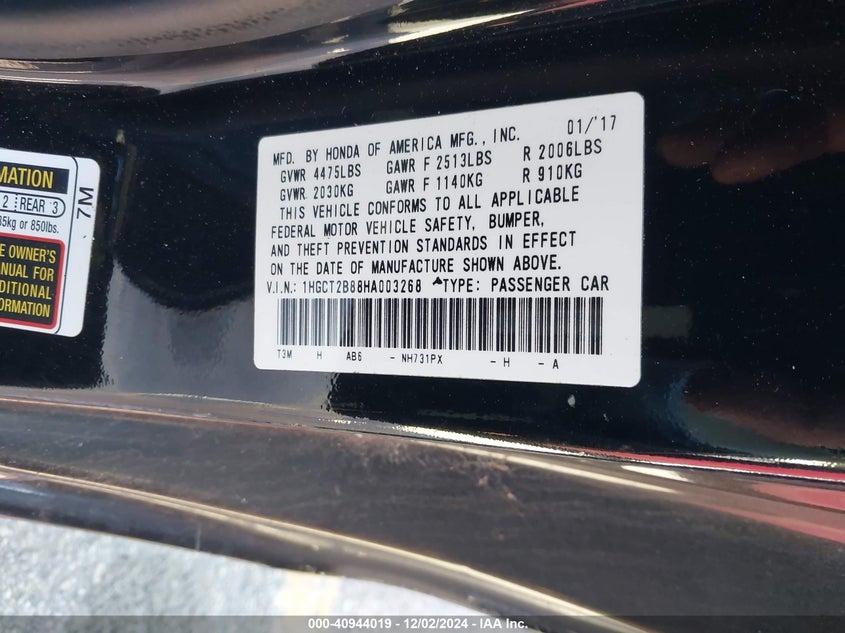 MATION
2 REAR 3
85kg or 850lbs.
E OWNER'S
ANUAL FOR
DITIONAL
FORMATION
7M
MFD. BY HONDA OF AMERICA MFG., INC. 01/'17
GVWR 4475LBS GAWR F 2513LBS R 2006LBS
GVWR 2030KG GAWR F 1140KG R 910KG
THIS VEHICLE CONFORMS TO ALL APPLICABLE
FEDERAL MOTOR VEHICLE SAFETY, BUMPER,
AND THEFT PREVENTION STANDARDS IN EFFECT
ON THE DATE OF MANUFACTURE SHOWN ABOVE.
V.I.N.: 1HGCT2B88HA003268 TYPE: PASSENGER CAR
T3M H AB6 - NH731PX - H - A
000-40944019 - 12/02/2024 - IAA Inc.